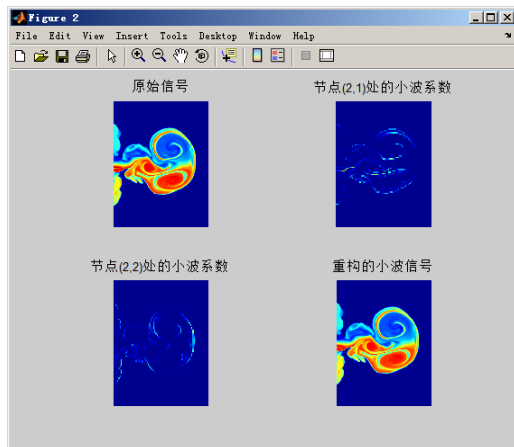 Figure 2
File Edit View Insert Tools Desktop Window Help
原始信号
节点(2,1)处的小波系数
节点(2,2)处的小波系数
重构的小波信号